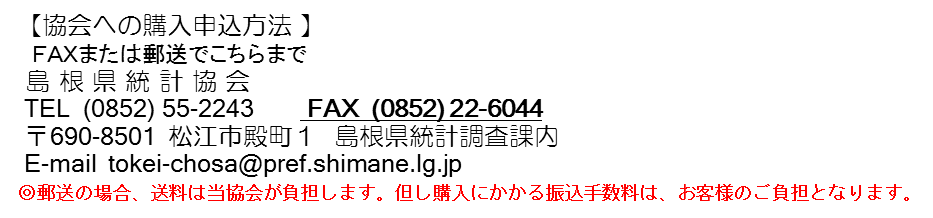 【協会への購入申込方法 】
FAXまたは郵送でこちらまで
島 根 県 統 計 協 会
TEL (0852) 55-2243 FAX (0852) 22-6044
〒690-8501 松江市殿町１ 島根県統計調査課内
E-mail tokei-chosa@pref.shimane.lg.jp
◎郵送の場合、送料は当協会が負担します。但し購入にかかる振込手数料は、お客様のご負担となります。